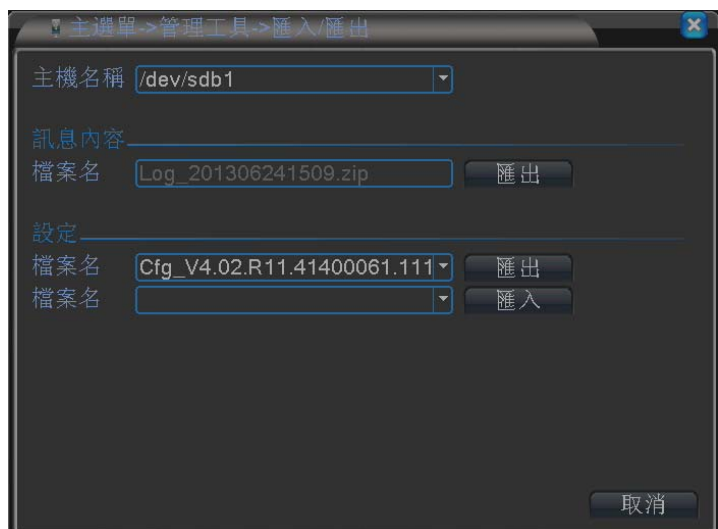 主選單->管理工具->匯入/匯出
主機名稱 /dev/sdb1
訊息內容
檔案名 Log_201306241509.zip 匯出
設定
檔案名 Cfg_V4.02.R11.41400061.111 匯出
檔案名 匯入
取消